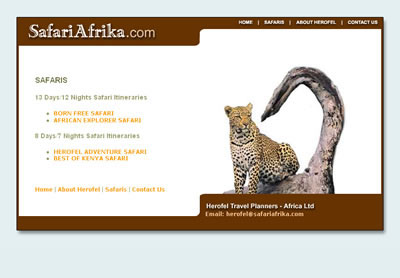 HOME | SAFARIS | ABOUT HEROFEL | CONTACT US
SafariAfrika.com
SAFARIS
13 Days/12 Nights Safari Itineraries
BORN FREE SAFARI
AFRICAN EXPLORER SAFARI
8 Days/7 Nights Safari Itineraries
HEROFEL ADVENTURE SAFARI
BEST OF KENYA SAFARI
Home | About Herofel | Safaris | Contact Us
Herofel Travel Planners - Africa Ltd
Email: herofel@safariafrika.com